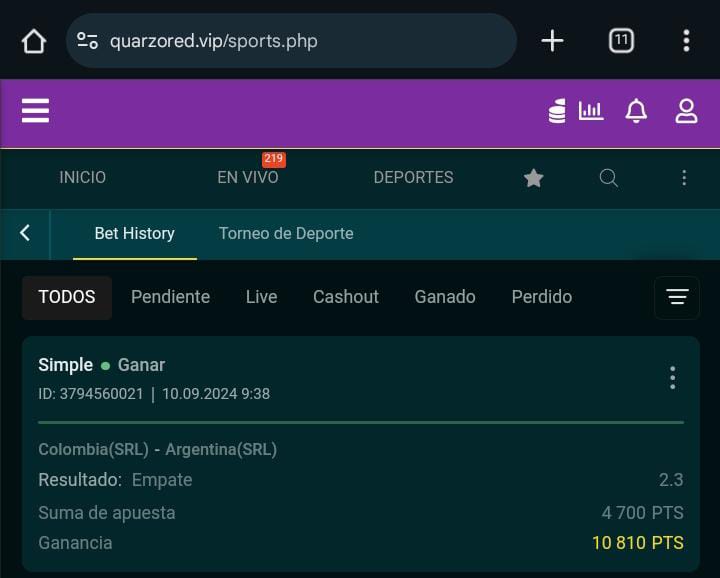 quarzored.vip/sports.php 11
INICIO EN VIVO 219 DEPORTES
Bet History Torneo de Deporte
TODOS Pendiente Live Cashout Ganado Perdido
Simple ● Ganar
ID: 3794560021 | 10.09.2024 9:38
Colombia(SRL) - Argentina(SRL)
Resultado: Empate 2.3
Suma de apuesta 4 700 PTS
Ganancia 10 810 PTS